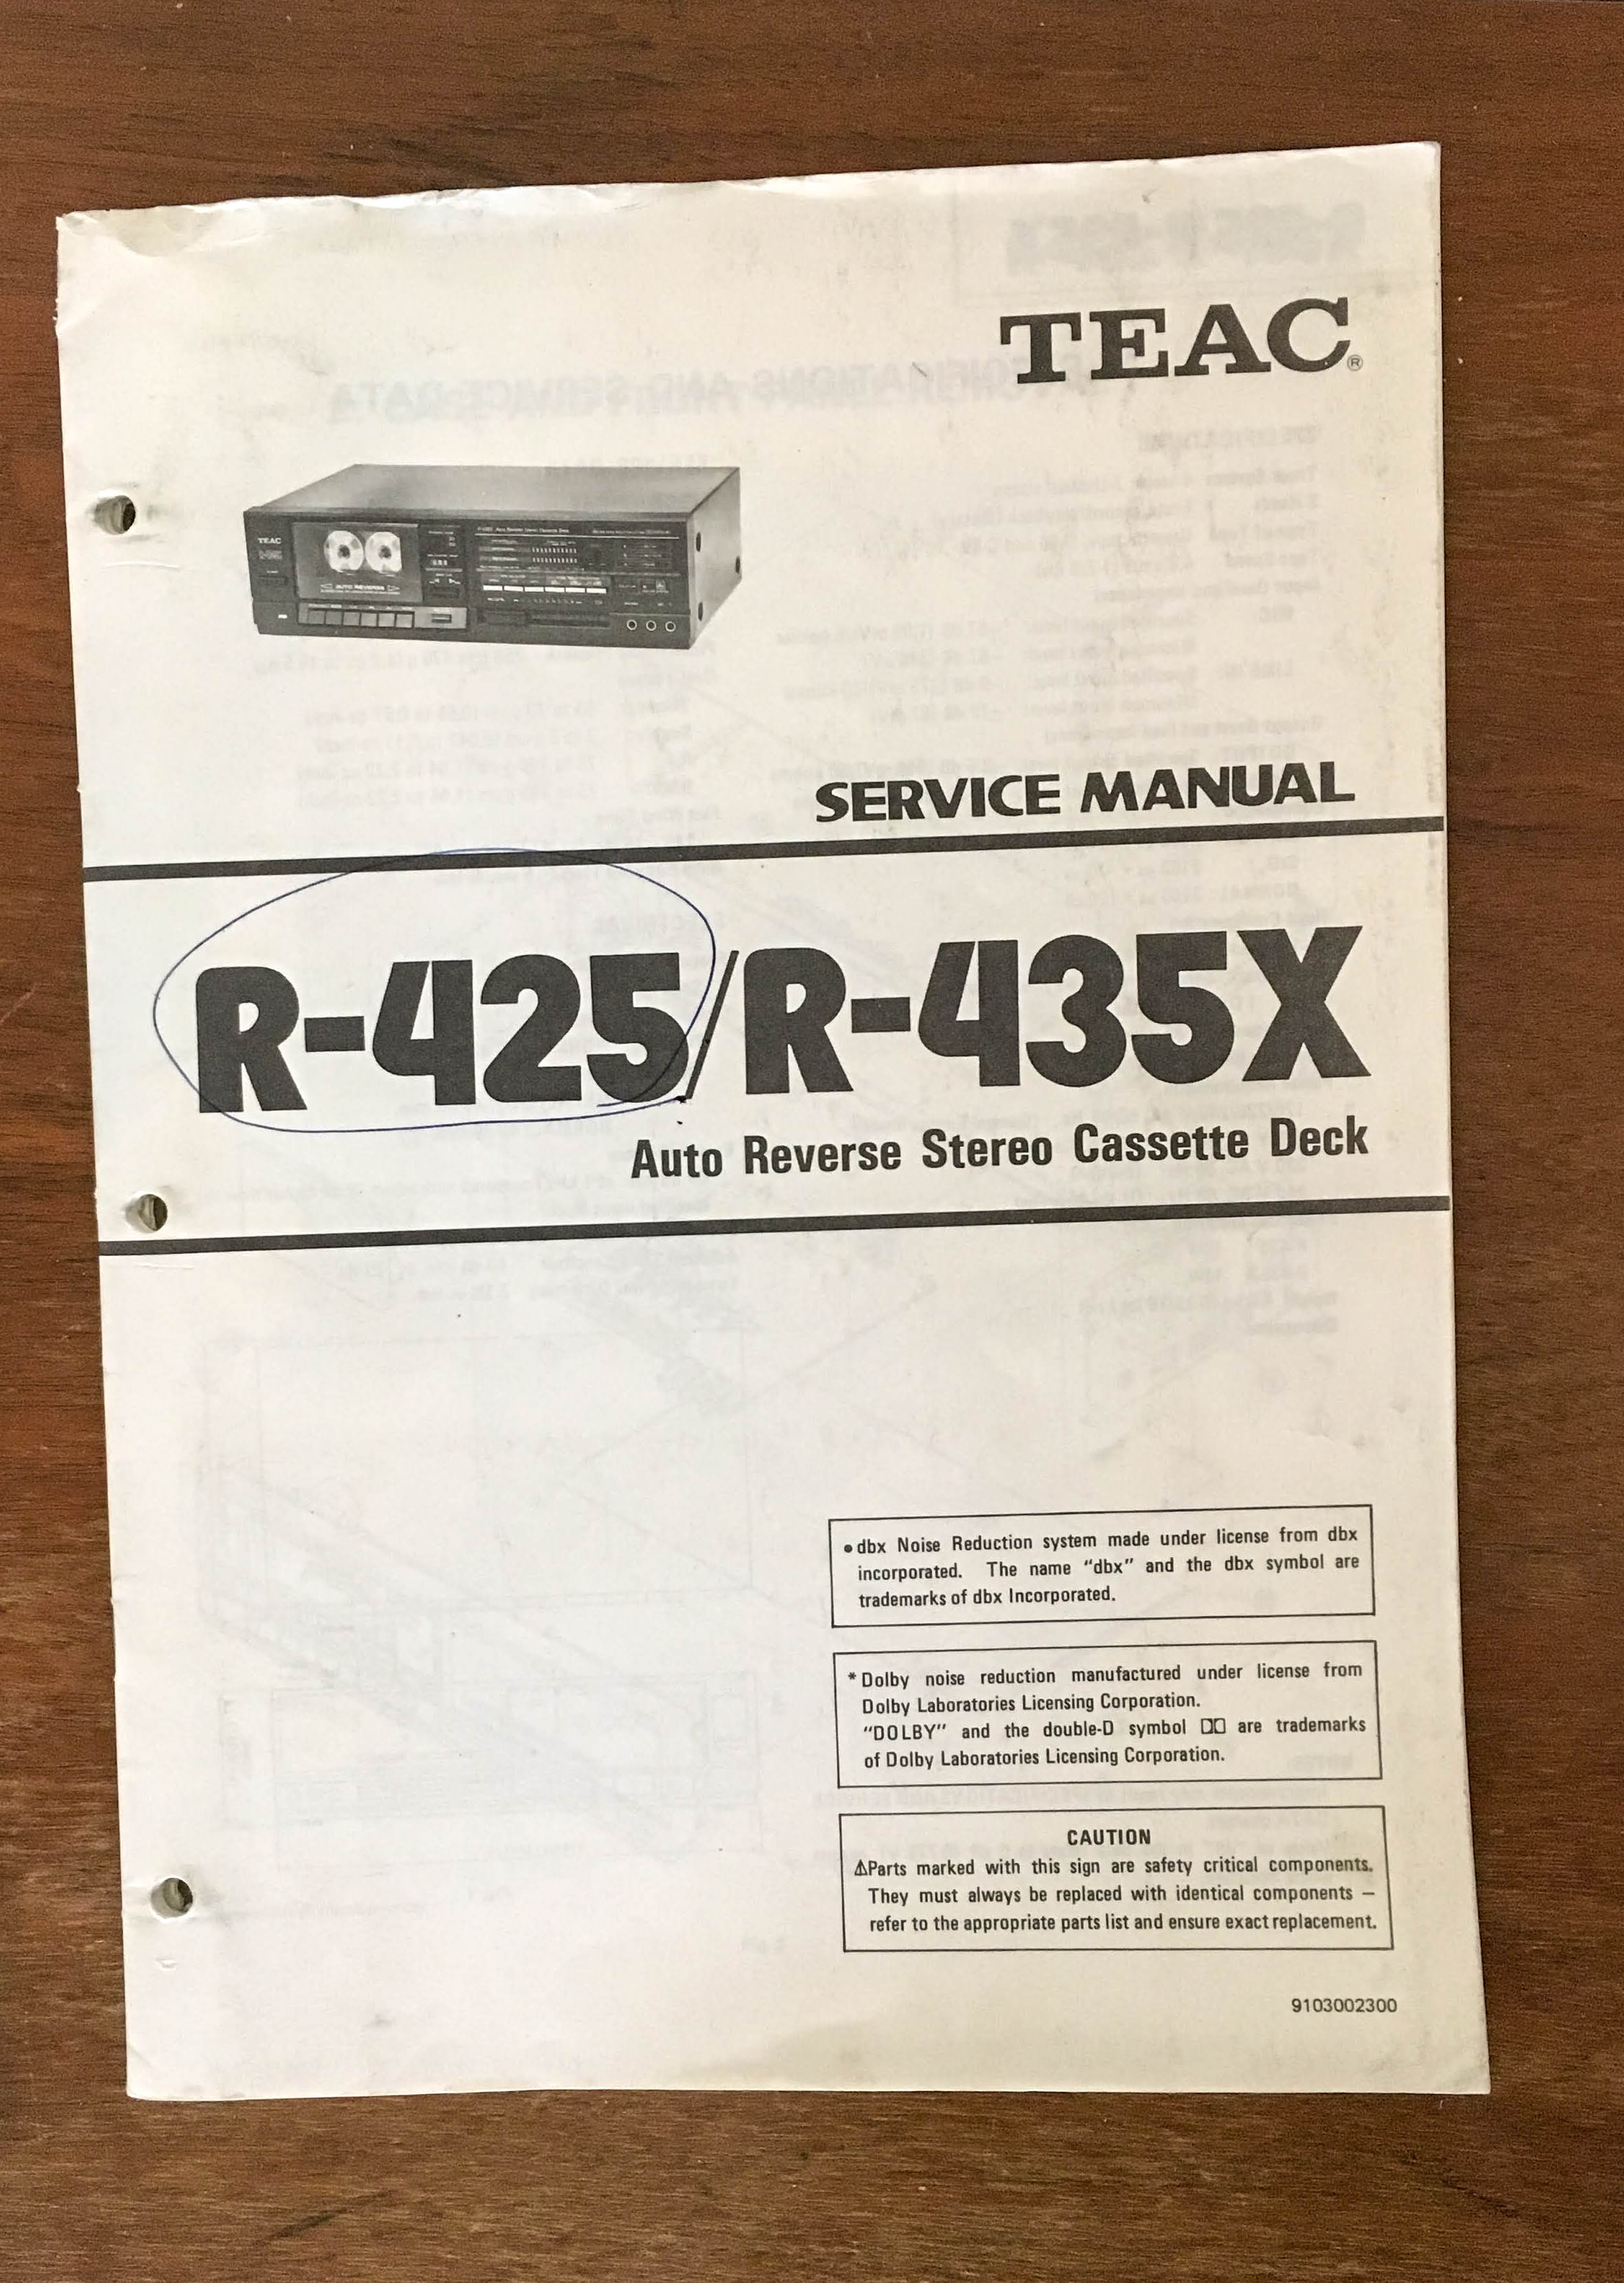 TEAC®
TEAC
AUTO REVERSE
SERVICE MANUAL
R-425/R-435X
Auto Reverse Stereo Cassette Deck
• dbx Noise Reduction system made under license from dbx
incorporated. The name “dbx” and the dbx symbol are
trademarks of dbx Incorporated.
* Dolby noise reduction manufactured under license from
Dolby Laboratories Licensing Corporation.
“DOLBY” and the double-D symbol are trademarks
of Dolby Laboratories Licensing Corporation.
CAUTION
⚠Parts marked with this sign are safety critical components.
They must always be replaced with identical components —
refer to the appropriate parts list and ensure exact replacement.
9103002300